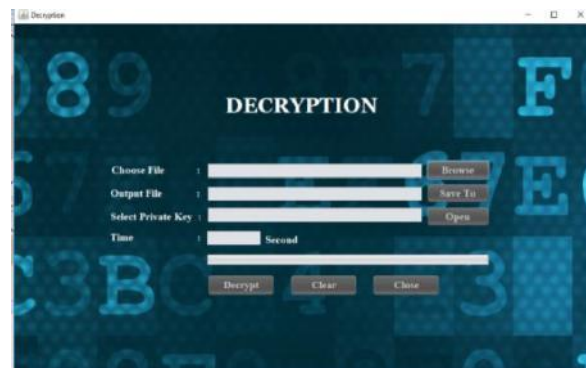 Decryption
DECRYPTION
Choose File : Browse
Output File : Save To
Select Private Key : Open
Time : Second
Decrypt Clear Close